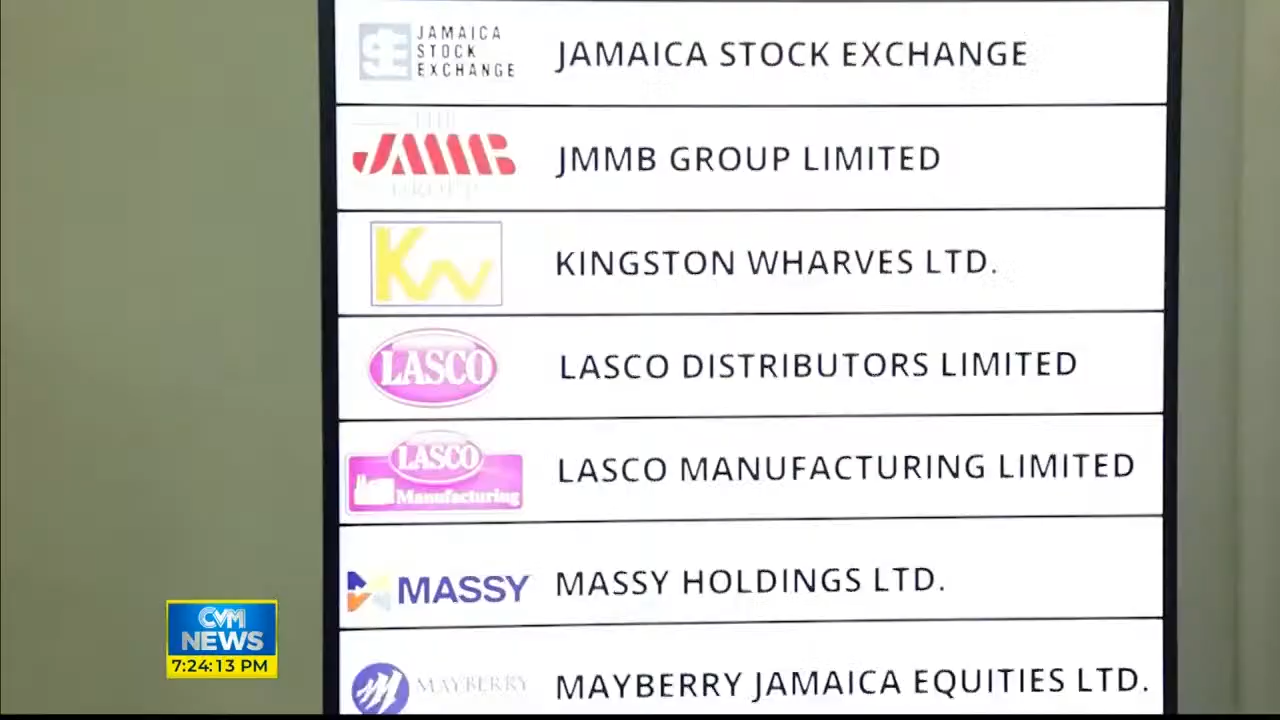 JAMAICA
STOCK
EXCHANGE
JAMAICA STOCK EXCHANGE
THE
JMMB
GROUP
JMMB GROUP LIMITED
KW
KINGSTON WHARVES LTD.
LASCO
LASCO DISTRIBUTORS LIMITED
LASCO
Manufacturing
LASCO MANUFACTURING LIMITED
MASSY
MASSY HOLDINGS LTD.
MAYBERRY
MAYBERRY JAMAICA EQUITIES LTD.
CVM
NEWS
7:24:13 PM